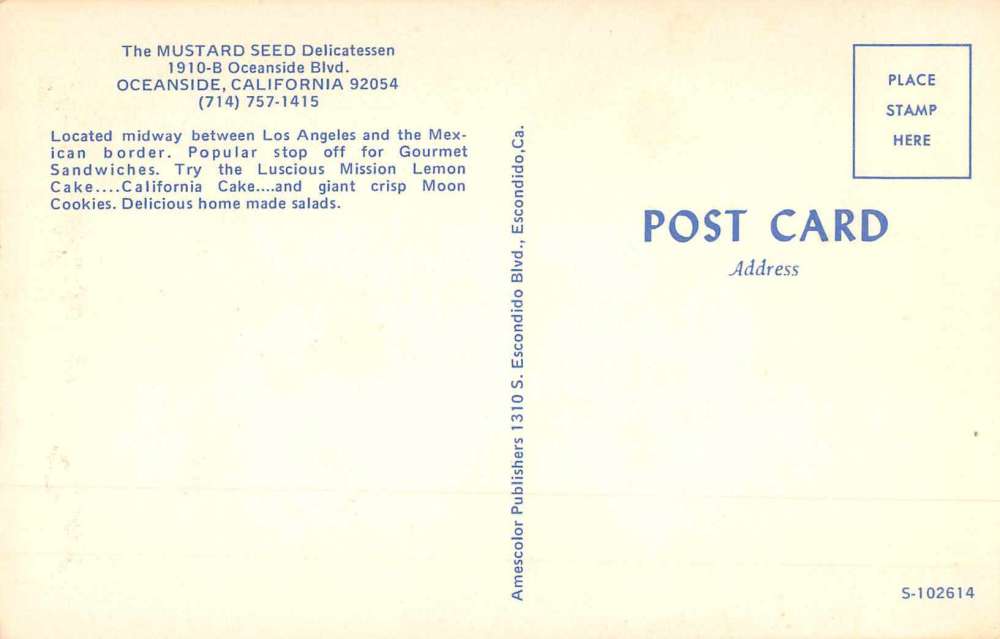 The MUSTARD SEED Delicatessen
1910-B Oceanside Blvd.
OCEANSIDE, CALIFORNIA 92054
(714) 757-1415
Located midway between Los Angeles and the Mex-
ican border. Popular stop off for Gourmet
Sandwiches. Try the Luscious Mission Lemon
Cake....California Cake....and giant crisp Moon
Cookies. Delicious home made salads.
Amescolor Publishers 1310 S. Escondido Blvd., Escondido,Ca.
PLACE
STAMP
HERE
POST CARD
Address
S-102614